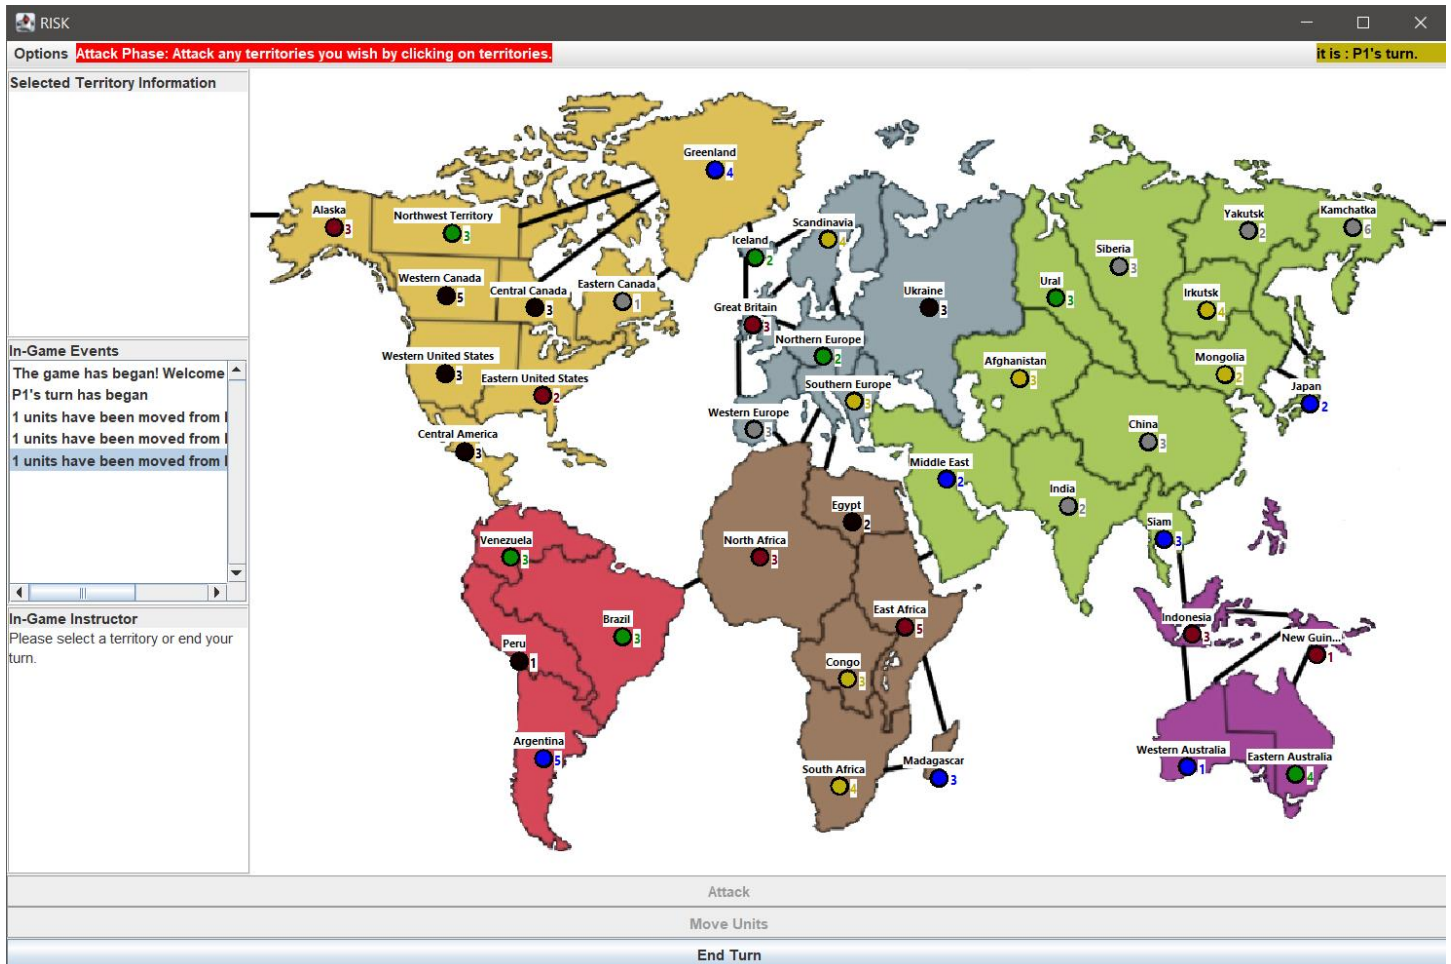 RISK
Options Attack Phase: Attack any territories you wish by clicking on territories. it is : P1's turn.
Selected Territory Information
In-Game Events
The game has began! Welcome
P1's turn has began
1 units have been moved from
1 units have been moved from
1 units have been moved from
In-Game Instructor
Please select a territory or end your
turn.
Greenland
4
Alaska
3
Northwest Territory
3
Scandinavia
4
Iceland
2
Yakutsk
2
Kamchatka
6
Siberia
3
Western Canada
5
Central Canada
3
Eastern Canada
1
Ukraine
3
Ural
3
Irkutsk
4
Great Britain
3
Northern Europe
2
Western United States
3
Eastern United States
2
Afghanistan
3
Mongolia
2
Japan
2
Southern Europe
3
Western Europe
3
China
3
Central America
3
Middle East
2
India
2
Egypt
2
Siam
3
Venezuela
3
North Africa
3
Brazil
3
East Africa
5
Indonesia
3
New Guin...
1
Peru
1
Congo
3
Argentina
5
South Africa
4
Madagascar
3
Western Australia
1
Eastern Australia
4
Attack
Move Units
End Turn